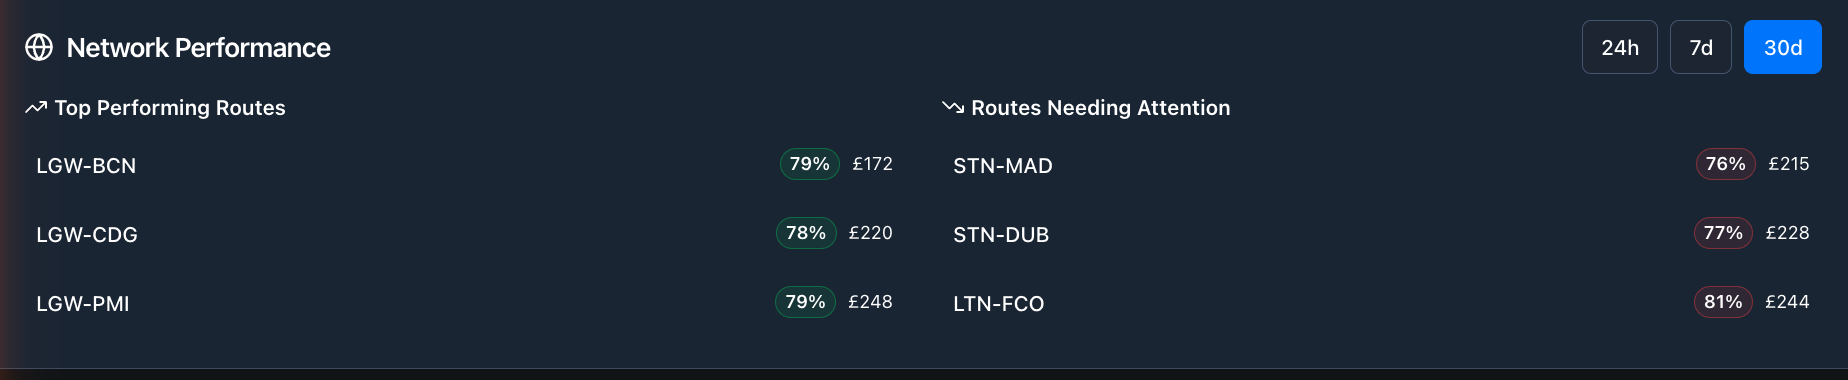 Network Performance
24h 7d 30d
Top Performing Routes
LGW-BCN 79% £172
LGW-CDG 78% £220
LGW-PMI 79% £248
Routes Needing Attention
STN-MAD 76% £215
STN-DUB 77% £228
LTN-FCO 81% £244